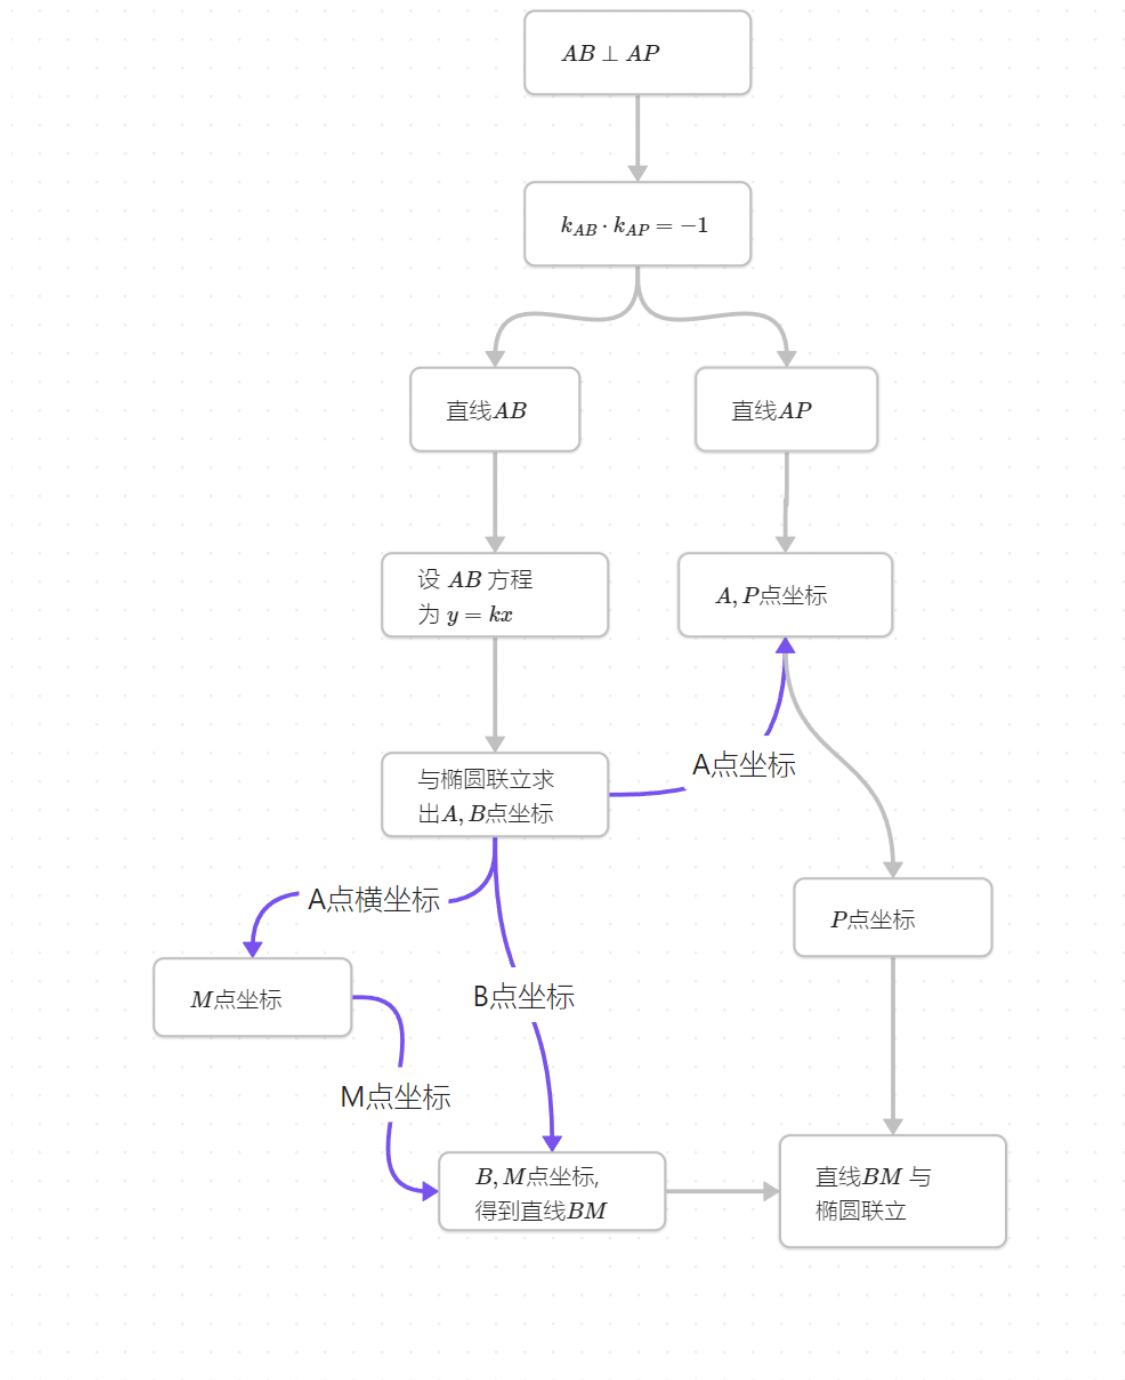 AB ⊥ AP
k_{AB} · k_{AP} = −1
直线AB
直线AP
设 AB 方程
为 y = kx
A, P点坐标
A点坐标
与椭圆联立求
出A, B点坐标
A点横坐标
P点坐标
M点坐标
B点坐标
M点坐标
B, M点坐标,
得到直线BM
直线BM 与
椭圆联立